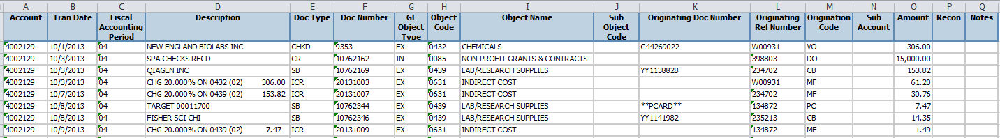 A B C D E F G H I J K L M N O P Q
Account Tran Date Fiscal Accounting Period Description Doc Type Doc Number GL Object Type Object Code Object Name Sub Object Code Originating Doc Number Originating Ref Number Origination Code Sub Account Amount Recon Notes
4002129 10/1/2013 04 NEW ENGLAND BIOLABS INC CHKD 9353 EX 0432 CHEMICALS C44269022 W00931 VO 306.00
4002129 10/3/2013 04 SPA CHECKS RECD CR 10762162 IN 0085 NON-PROFIT GRANTS & CONTRACTS 398803 DO 15,000.00
4002129 10/3/2013 04 QIAGEN INC SB 10762169 EX 0439 LAB/RESEARCH SUPPLIES YY1138828 234702 CB 153.82
4002129 10/3/2013 04 CHG 20.000% ON 0432 (02) 306.00 ICR 20131003 EX 0631 INDIRECT COST W00931 MF 61.20
4002129 10/7/2013 04 CHG 20.000% ON 0439 (02) 153.82 ICR 20131007 EX 0631 INDIRECT COST 234702 MF 30.76
4002129 10/8/2013 04 TARGET 00011700 SB 10762344 EX 0439 LAB/RESEARCH SUPPLIES **PCARD** 134872 PC 7.47
4002129 10/8/2013 04 FISHER SCI CHI SB 10762346 EX 0439 LAB/RESEARCH SUPPLIES YY1141982 235213 CB 14.35
4002129 10/9/2013 04 CHG 20.000% ON 0439 (02) 7.47 ICR 20131009 EX 0631 INDIRECT COST 134872 MF 1.49